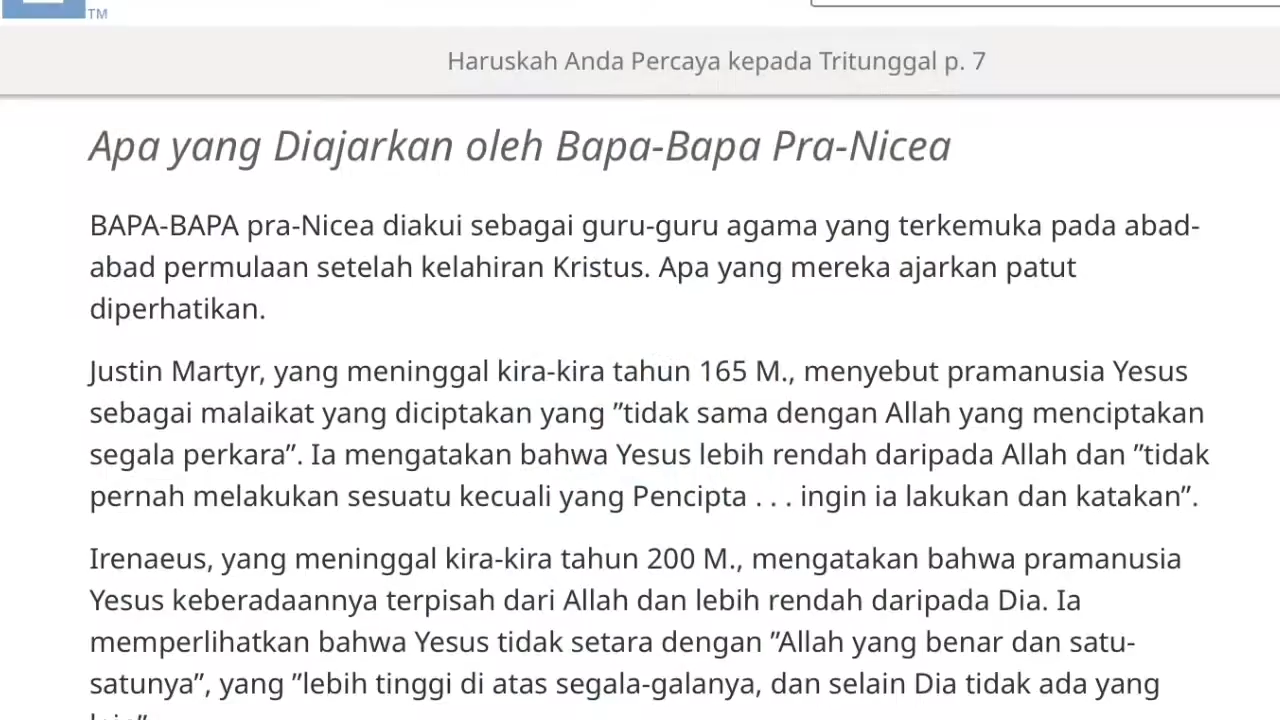 TM
Haruskah Anda Percaya kepada Tritunggal p. 7
Apa yang Diajarkan oleh Bapa-Bapa Pra-Nicea
BAPA-BAPA pra-Nicea diakui sebagai guru-guru agama yang terkemuka pada abad-
abad permulaan setelah kelahiran Kristus. Apa yang mereka ajarkan patut
diperhatikan.
Justin Martyr, yang meninggal kira-kira tahun 165 M., menyebut pramanusia Yesus
sebagai malaikat yang diciptakan yang ”tidak sama dengan Allah yang menciptakan
segala perkara”. Ia mengatakan bahwa Yesus lebih rendah daripada Allah dan ”tidak
pernah melakukan sesuatu kecuali yang Pencipta . . . ingin ia lakukan dan katakan”.
Irenaeus, yang meninggal kira-kira tahun 200 M., mengatakan bahwa pramanusia
Yesus keberadaannya terpisah dari Allah dan lebih rendah daripada Dia. Ia
memperlihatkan bahwa Yesus tidak setara dengan ”Allah yang benar dan satu-
satunya”, yang ”lebih tinggi di atas segala-galanya, dan selain Dia tidak ada yang